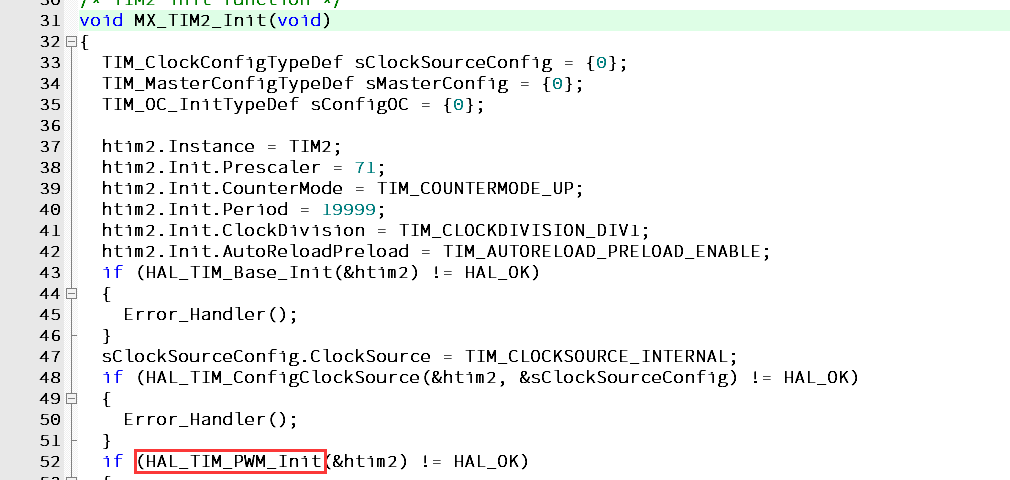 30 /* TIM2 init function */
31 void MX_TIM2_Init(void)
32 {
33 TIM_ClockConfigTypeDef sClockSourceConfig = {0};
34 TIM_MasterConfigTypeDef sMasterConfig = {0};
35 TIM_OC_InitTypeDef sConfigOC = {0};
36
37 htim2.Instance = TIM2;
38 htim2.Init.Prescaler = 71;
39 htim2.Init.CounterMode = TIM_COUNTERMODE_UP;
40 htim2.Init.Period = 19999;
41 htim2.Init.ClockDivision = TIM_CLOCKDIVISION_DIV1;
42 htim2.Init.AutoReloadPreload = TIM_AUTORELOAD_PRELOAD_ENABLE;
43 if (HAL_TIM_Base_Init(&htim2) != HAL_OK)
44 {
45 Error_Handler();
46 }
47 sClockSourceConfig.ClockSource = TIM_CLOCKSOURCE_INTERNAL;
48 if (HAL_TIM_ConfigClockSource(&htim2, &sClockSourceConfig) != HAL_OK)
49 {
50 Error_Handler();
51 }
52 if (HAL_TIM_PWM_Init(&htim2) != HAL_OK)